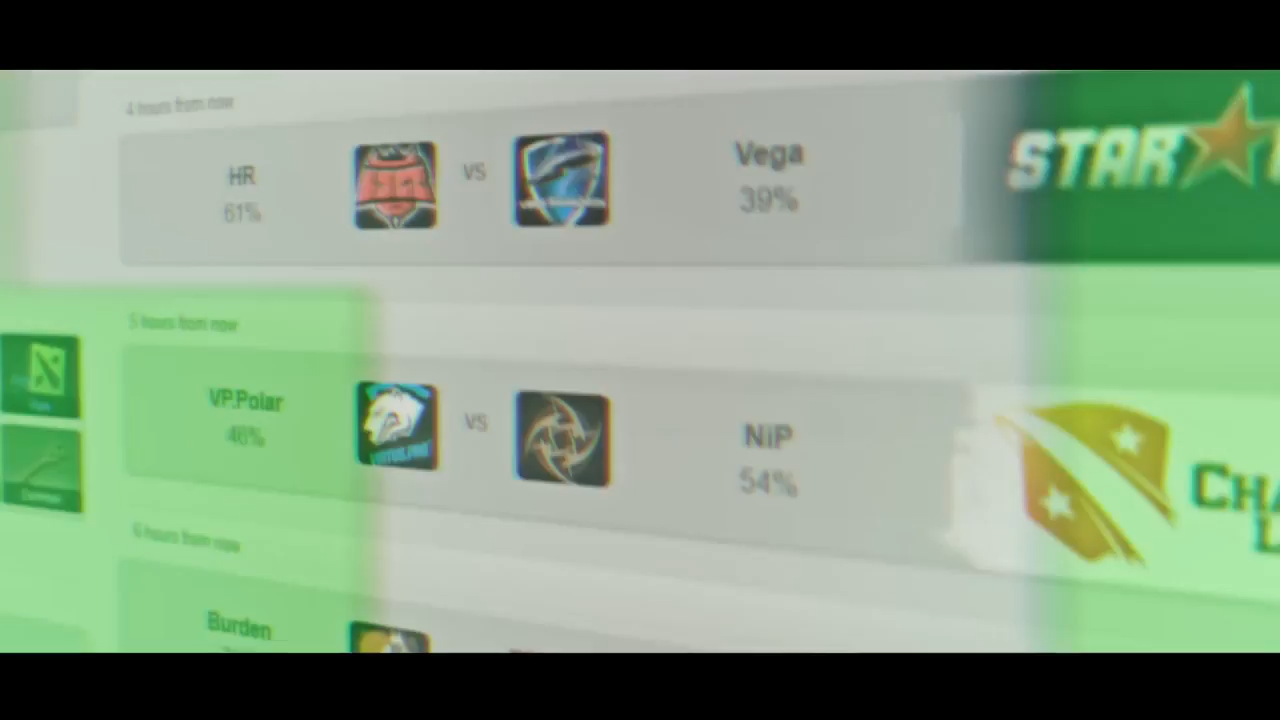 4 hours from now
HR
61%
VS
Vega
39%
STAR
5 hours from now
VP.Polar
46%
VS
NiP
54%
CHA
L
6 hours from now
Burden